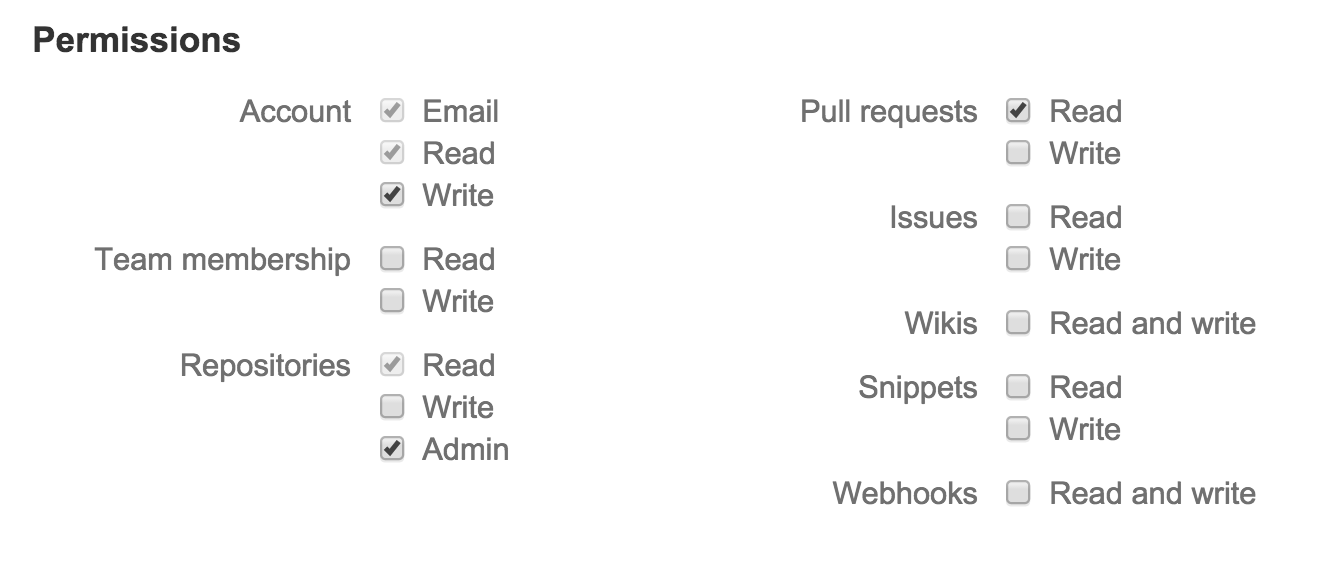 Permissions
Account Email
Read
Write
Team membership Read
Write
Repositories Read
Write
Admin
Pull requests Read
Write
Issues Read
Write
Wikis Read and write
Snippets Read
Write
Webhooks Read and write